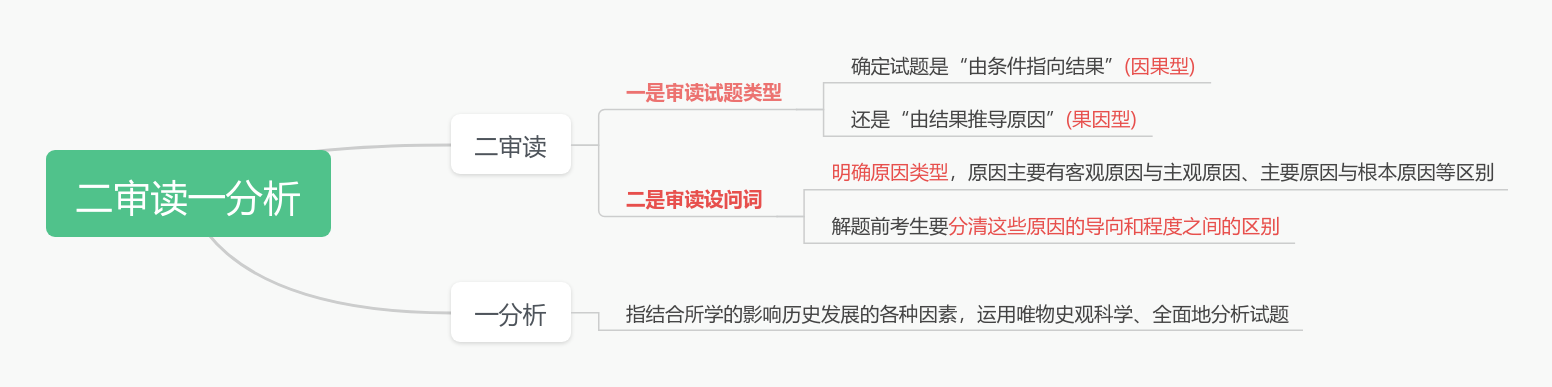 二审读一分析
二审读
一是审读试题类型
确定试题是“由条件指向结果”(因果型)
还是“由结果推导原因”(果因型)
二是审读设问词
明确原因类型，原因主要有客观原因与主观原因、主要原因与根本原因等区别
解题前考生要分清这些原因的导向和程度之间的区别
一分析
指结合所学的影响历史发展的各种因素，运用唯物史观科学、全面地分析试题